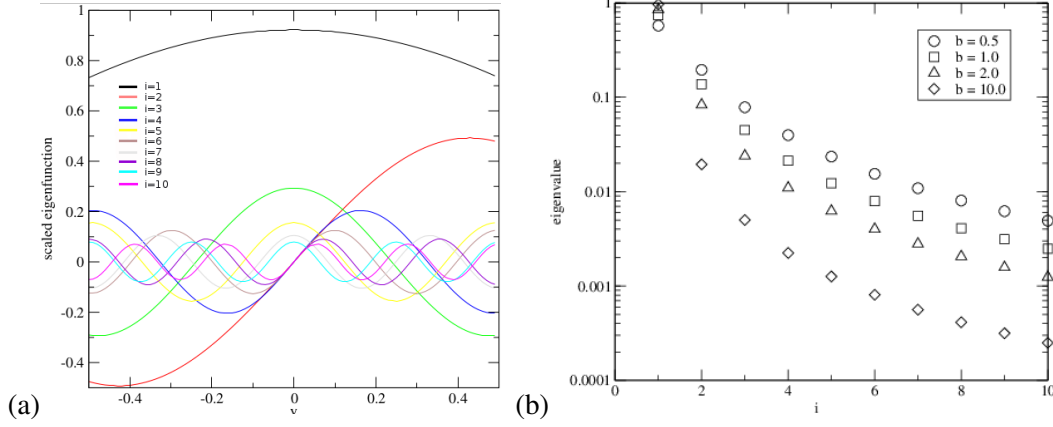 1
0.8
0.6
0.4
0.2
0
-0.2
-0.4
scaled eigenfunction
i=1
i=2
i=3
i=4
i=5
i=6
i=7
i=8
i=9
i=10
-0.4
-0.2
0
0.2
0.4
(a)
1
0.1
0.01
0.001
0.0001
eigenvalue
b = 0.5
b = 1.0
b = 2.0
b = 10.0
0
2
4
6
8
10
i
(b)